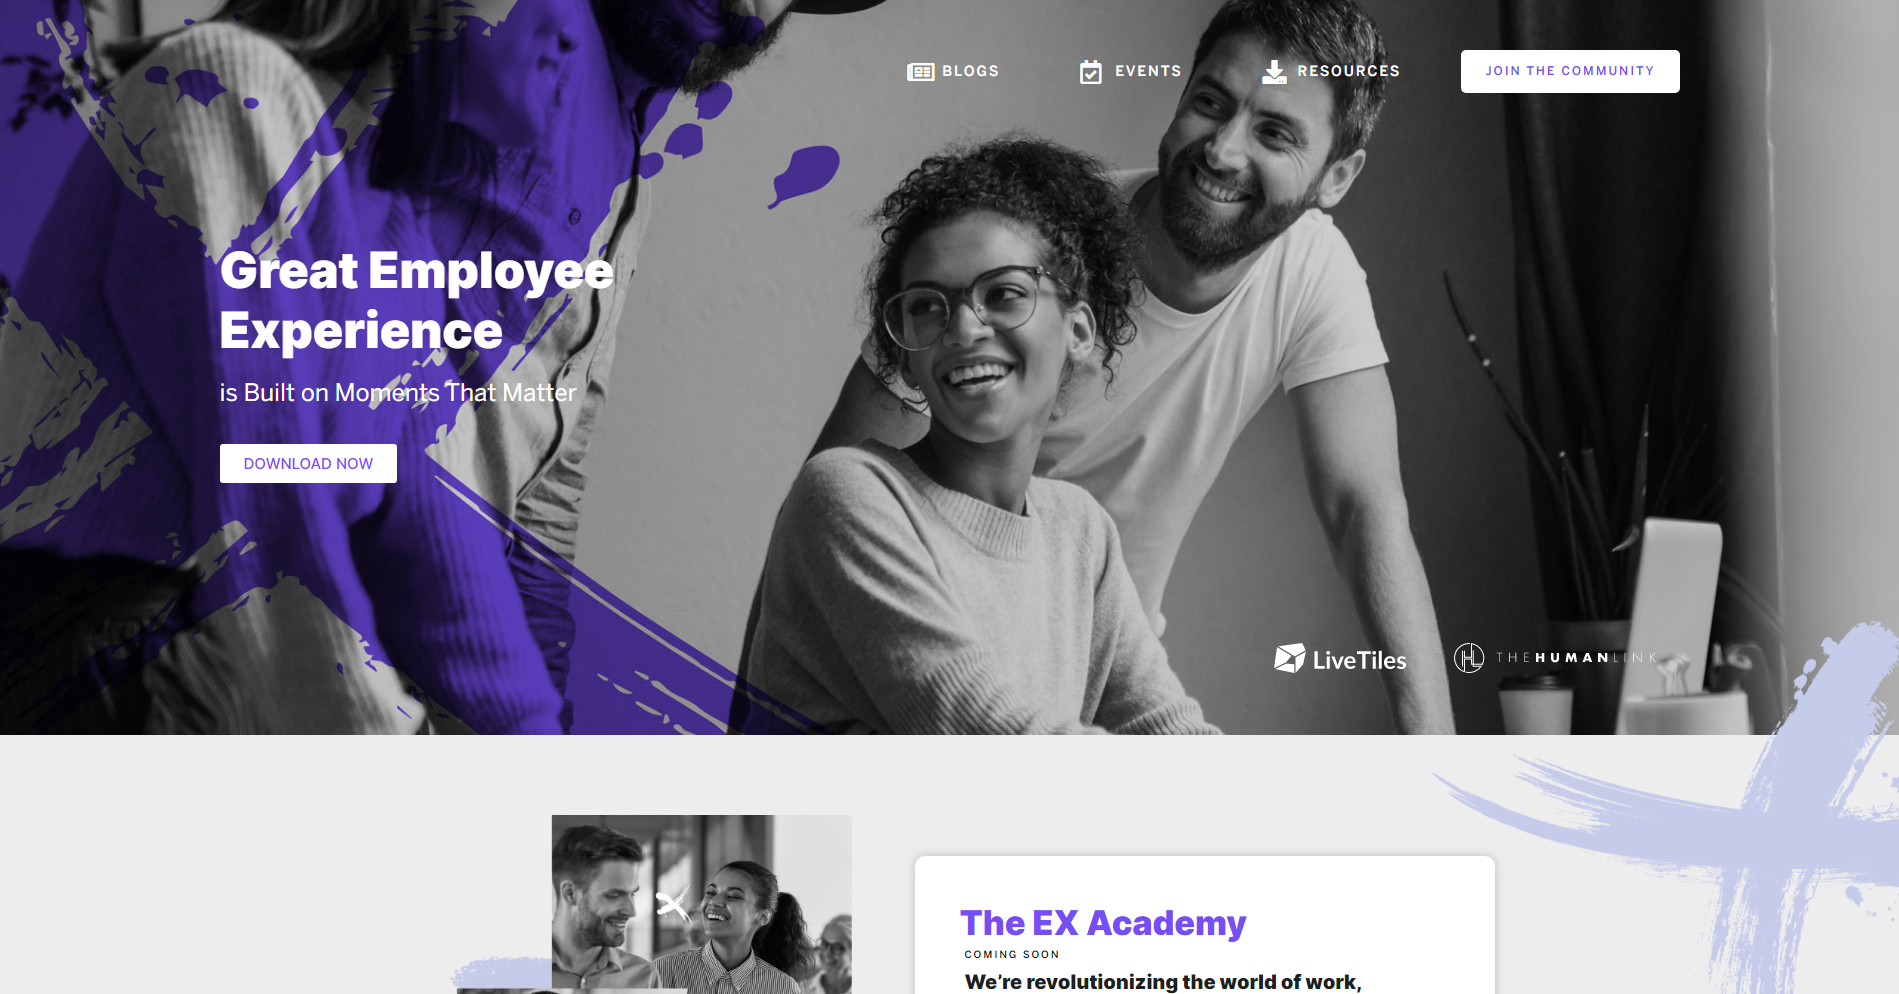 BLOGS
EVENTS
RESOURCES
JOIN THE COMMUNITY
Great Employee
Experience
is Built on Moments That Matter
DOWNLOAD NOW
LiveTiles
THEHUMANLINK
The EX Academy
COMING SOON
We're revolutionizing the world of work,